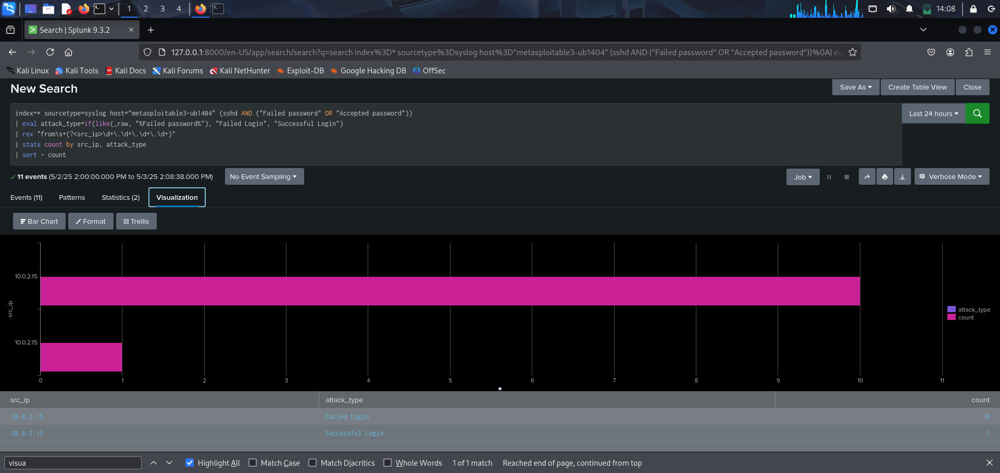 1 2 3 4 14:08
Search | Splunk 9.3.2
127.0.0.1:8000/en-US/app/search/search?q=search index%3D* sourcetype%3Dsyslog host%3D"metasploitable3-ub1404" (sshd AND ("Failed password" OR "Accepted password"))%0A| eva
Kali Linux Kali Tools Kali Docs Kali Forums Kali NetHunter Exploit-DB Google Hacking DB OffSec
New Search Save As Create Table View Close
index=* sourcetype=syslog host="metasploitable3-ub1404" (sshd AND ("Failed password" OR "Accepted password"))
| eval attack_type=if(like(_raw, "%Failed password%"), "Failed Login", "Successful Login")
| rex "from\s+(?<src_ip>\d+\.\d+\.\d+\.\d+)"
| stats count by src_ip, attack_type
| sort - count
Last 24 hours
11 events (5/2/25 2:00:00.000 PM to 5/3/25 2:08:38.000 PM) No Event Sampling Job Verbose Mode
Events (11) Patterns Statistics (2) Visualization
Bar Chart Format Trellis
10.0.2.15
src_ip
10.0.2.15
attack_type
count
0 1 2 3 4 5 6 7 8 9 10 11
src_ip attack_type count
10.0.2.15 Failed Login 10
10.0.2.15 Successful Login 1
visua Highlight All Match Case Match Diacritics Whole Words 1 of 1 match Reached end of page, continued from top